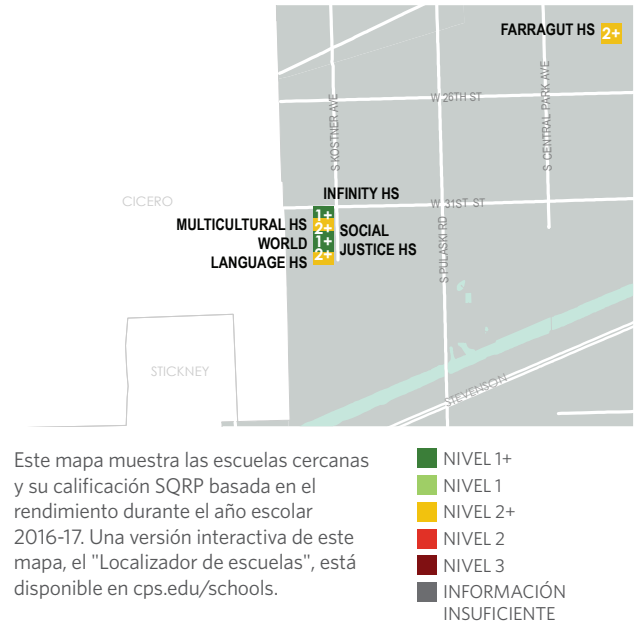 FARRAGUT HS 2+
W 26TH ST
S KOSTNER AVE
S CENTRAL PARK AVE
CICERO
INFINITY HS
1+
W 31ST ST
MULTICULTURAL HS 2+ SOCIAL
WORLD 1+ JUSTICE HS
LANGUAGE HS 2+
S PULASKI RD
STICKNEY
STEVENSON
Este mapa muestra las escuelas cercanas
y su calificación SQRP basada en el
rendimiento durante el año escolar
2016-17. Una versión interactiva de este
mapa, el "Localizador de escuelas", está
disponible en cps.edu/schools.
NIVEL 1+
NIVEL 1
NIVEL 2+
NIVEL 2
NIVEL 3
INFORMACIÓN
INSUFICIENTE